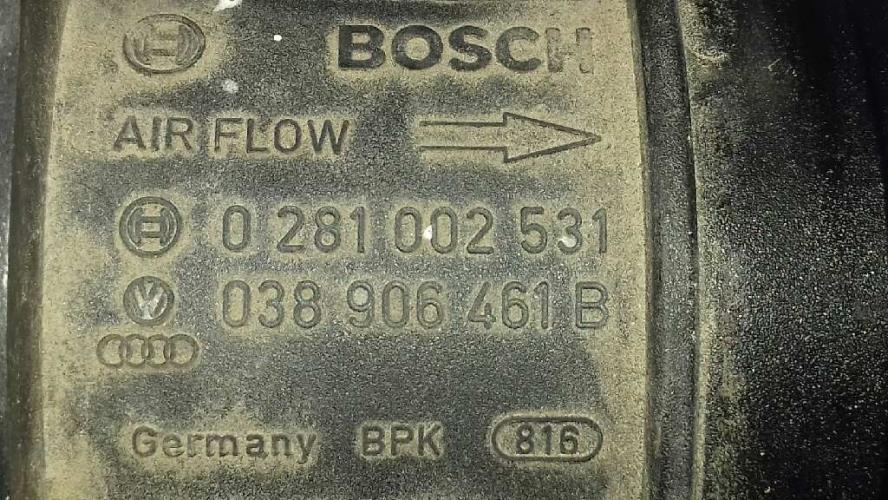 BOSCH
AIR FLOW
0 281 002 531
038 906 461 B
Germany BPK 816